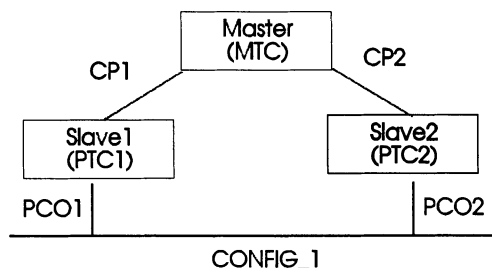 Master
(MTC)
CP1
CP2
Slave1
(PTC1)
Slave2
(PTC2)
PCO1
PCO2
CONFIG_1